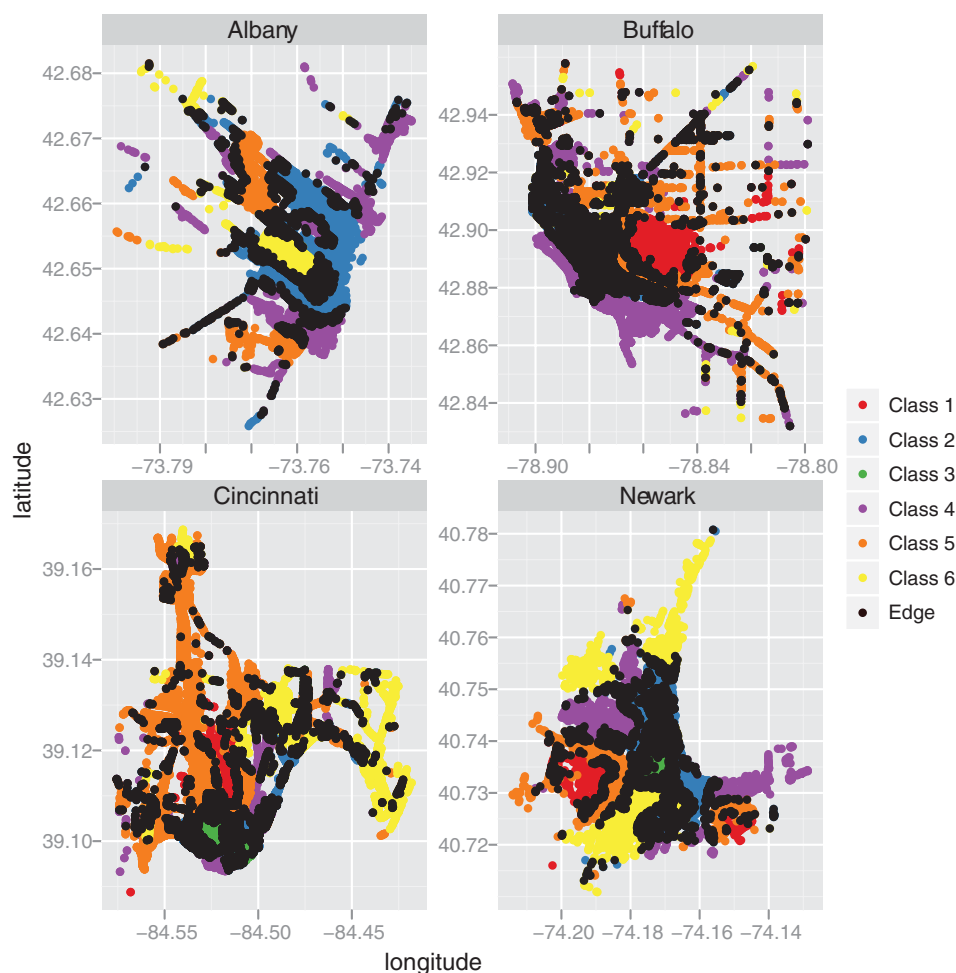 Albany
Buffalo
42.68
42.67
42.66
42.65
42.64
42.63
−73.79
−73.76
−73.74
42.94
42.92
42.90
42.88
42.86
42.84
−78.90
−78.84
−78.80
Cincinnati
Newark
39.16
39.14
39.12
39.10
−84.55
−84.50
−84.45
40.78
40.77
40.76
40.75
40.74
40.73
40.72
−74.20
−74.18
−74.16
−74.14
latitude
longitude
Class 1
Class 2
Class 3
Class 4
Class 5
Class 6
Edge